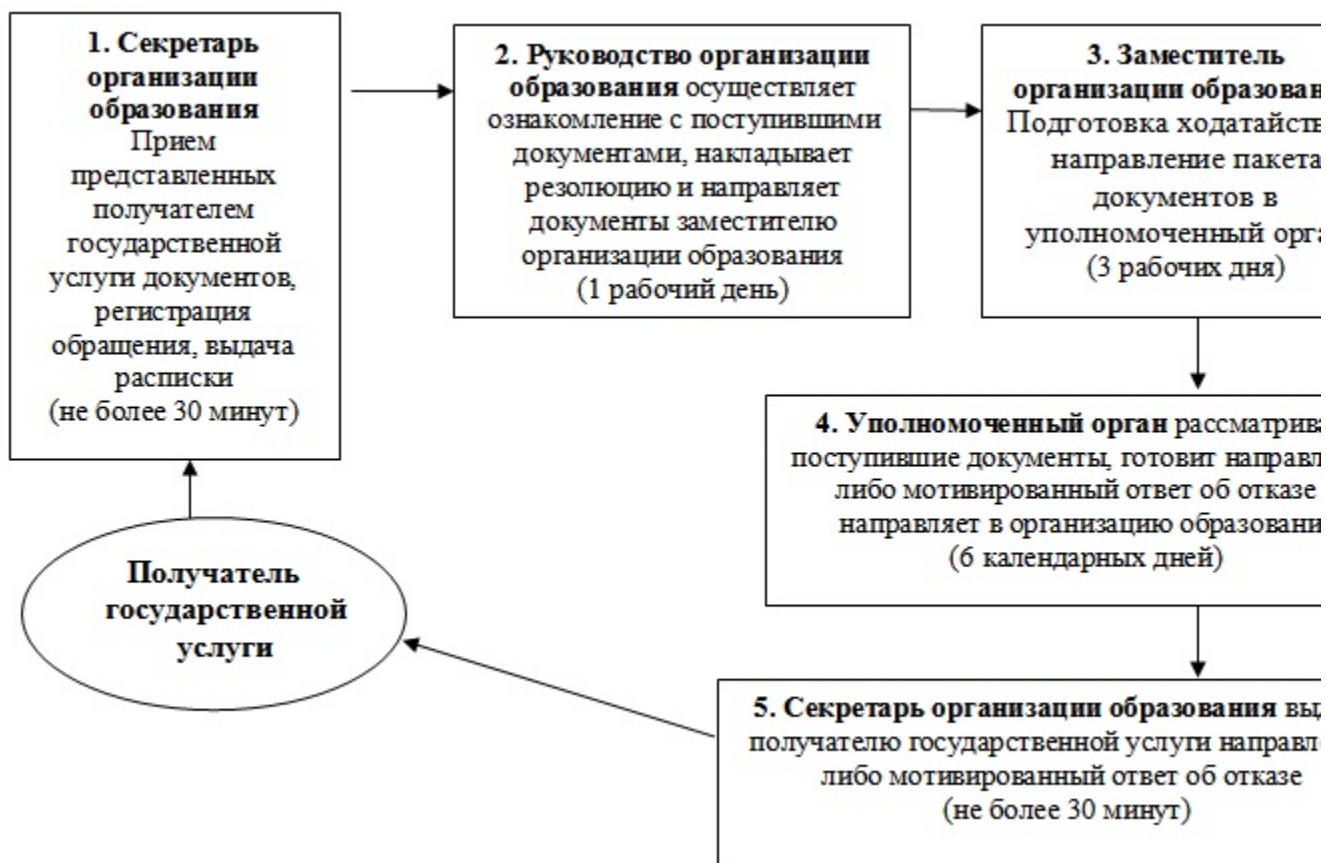 1. Секретарь
организации
образования
Прием
представленных
получателем
государственной
услуги документов,
регистрация
обращения, выдача
расписки
(не более 30 минут)
2. Руководство организации
образования осуществляет
ознакомление с поступившими
документами, накладывает
резолюцию и направляет
документы заместителю
организации образования
(1 рабочий день)
3. Заместитель
организации
Подготовка
направление пакета
документов в
уполномоченный
(3 рабочих дня)
4. Уполномоченный орган
поступившие документы, готовит
либо мотивированный ответ об отказе
направляет в организацию
(6 календарных дней)
Получатель
государственной
услуги
5. Секретарь организации образования
получателю государственной услуги
либо мотивированный ответ об отказе
(не более 30 минут)